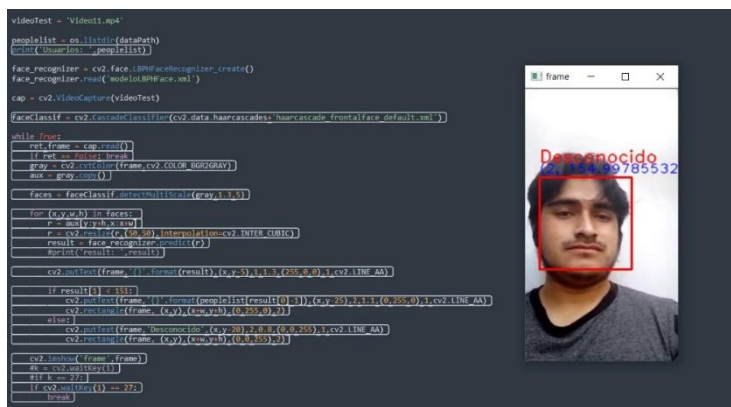 videoTest = 'Video11.mp4'
peoplelist = os.listdir(dataPath)
print('Usuarios: ',peoplelist)
face_recognizer = cv2.face.LBPHFaceRecognizer_create()
face_recognizer.read('modeloLBPHFace.xml')
cap = cv2.VideoCapture(videoTest)
faceClassif = cv2.CascadeClassifier(cv2.data.haarcascades+'haarcascade_frontalface_default.xml')
while True:
    ret,frame = cap.read()
    if ret == False: break
    gray = cv2.cvtColor(frame,cv2.COLOR_BGR2GRAY)
    aux = gray.copy()
    faces = faceClassif.detectMultiScale(gray,1.3,5)
    for (x,y,w,h) in faces:
        r = aux[y:y+h,x:x+w]
        r = cv2.resize(r,(50,50),interpolation=cv2.INTER_CUBIC)
        result = face_recognizer.predict(r)
        #print('result: ',result)
        cv2.putText(frame,'{}'.format(result),(x,y-5),1,1.3,(255,0,0),1,cv2.LINE_AA)
        if result[1] < 151:
            cv2.putText(frame,'{}'.format(peoplelist[result[0]-1]),(x,y-25),2,1.1,(0,255,0),1,cv2.LINE_AA)
            cv2.rectangle(frame, (x,y),(x+w,y+h),(0,255,0),2)
        else:
            cv2.putText(frame,'Desconocido',(x,y-20),2,0.8,(0,0,255),1,cv2.LINE_AA)
            cv2.rectangle(frame, (x,y),(x+w,y+h),(0,0,255),2)
    cv2.imshow('frame',frame)
    #k = cv2.waitKey(1)
    #if k == 27:
    if cv2.waitKey(1) == 27:
        break
frame
Desconocido
(2, 154.99785532